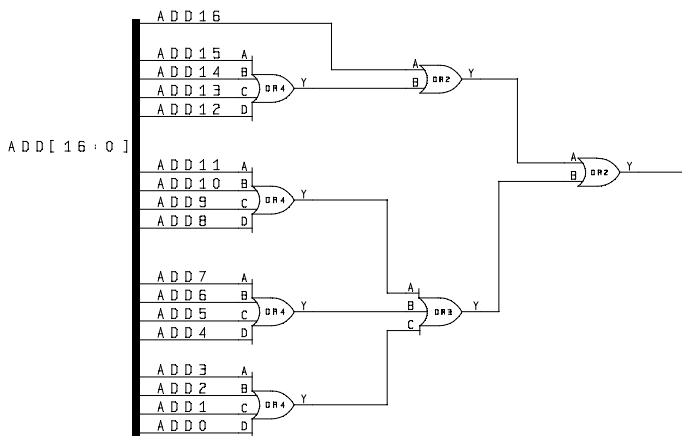 ADD16
ADD15 A
ADD14 B
ADD13 C
ADD12 D
OR4 Y
A
B
OR2 Y
ADD[16:0]
ADD11 A
ADD10 B
ADD9 C
ADD8 D
OR4 Y
A
B
OR2 Y
ADD7 A
ADD6 B
ADD5 C
ADD4 D
OR4 Y
A
B
C
OR3 Y
ADD3 A
ADD2 B
ADD1 C
ADD0 D
OR4 Y